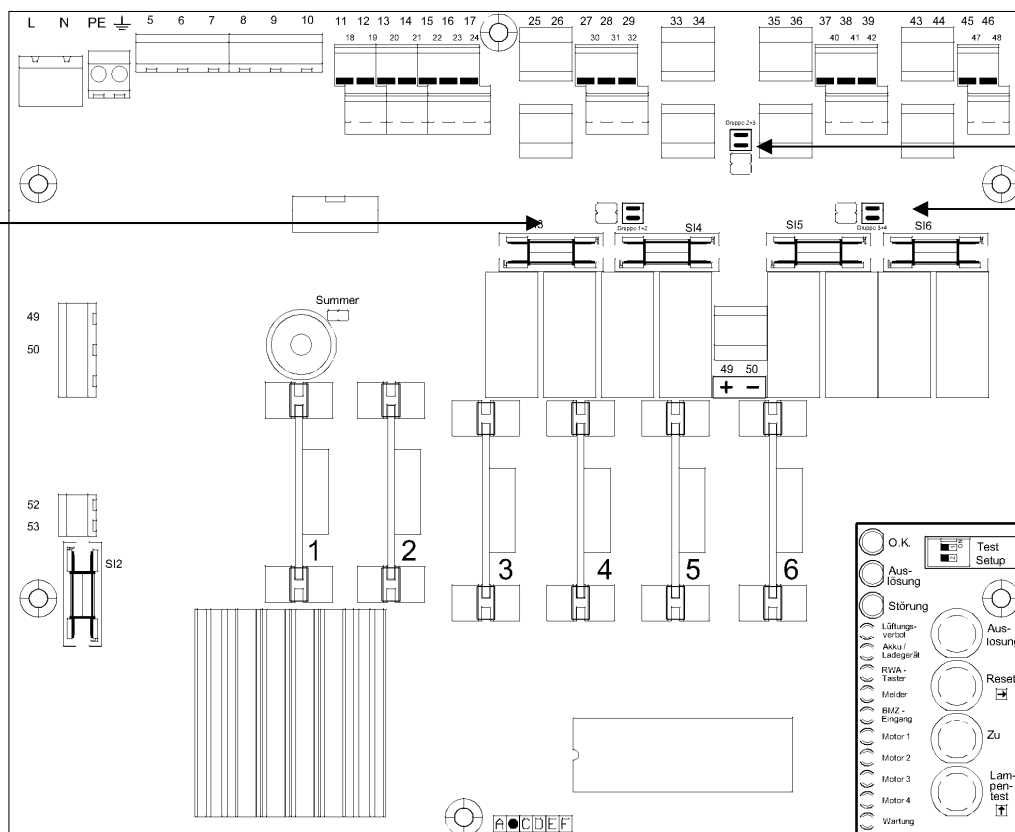 L N PE 5 6 7 8 9 10 11 12 13 14 15 16 17 25 26 27 28 29 33 34 35 36 37 38 39 43 44 45 46
18 19 20 21 22 23 24 30 31 32 40 41 42 47 48
Gruppo 2+3
Gruppo 1+2
Gruppo 3+4
SI4 SI5 SI6
Summer
49
50
49 50
+ −
52
53
SI2
1 2 3 4 5 6
O.K.
Test
Setup
Aus-
lösung
Störung
Lüftungs-
verbot
Akku /
Ladegerät
RWA -
Taster
Melder
BMZ -
Eingang
Motor 1
Motor 2
Motor 3
Motor 4
Wartung
Aus-
lösung
Reset
Zu
Lam-
pen-
test
A C D E F